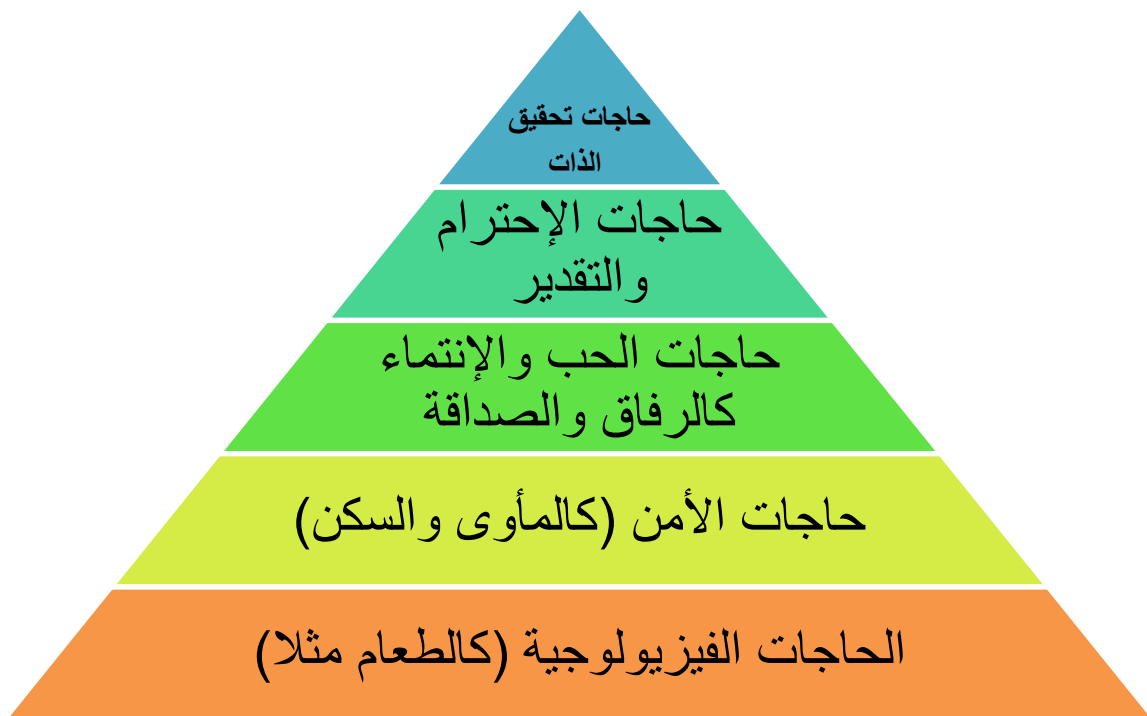 حاجات تحقيق
الذات
حاجات الإحترام
والتقدير
حاجات الحب والإنتماء
كالرفاق والصداقة
حاجات الأمن (كالمأوى والسكن)
الحاجات الفيزيولوجية (كالطعام مثلا)